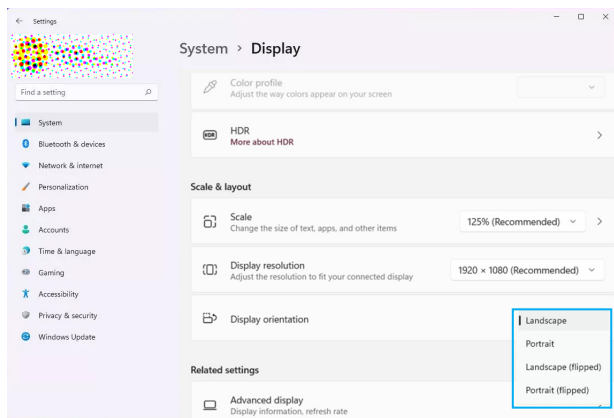 Settings
System > Display
Find a setting
System
Bluetooth & devices
Network & internet
Personalization
Apps
Accounts
Time & language
Gaming
Accessibility
Privacy & security
Windows Update
Color profile
Adjust the way colors appear on your screen
HDR
HDR
More about HDR
Scale & layout
Scale
Change the size of text, apps, and other items
125% (Recommended)
Display resolution
Adjust the resolution to fit your connected display
1920 × 1080 (Recommended)
Display orientation
Landscape
Portrait
Landscape (flipped)
Portrait (flipped)
Related settings
Advanced display
Display information, refresh rate